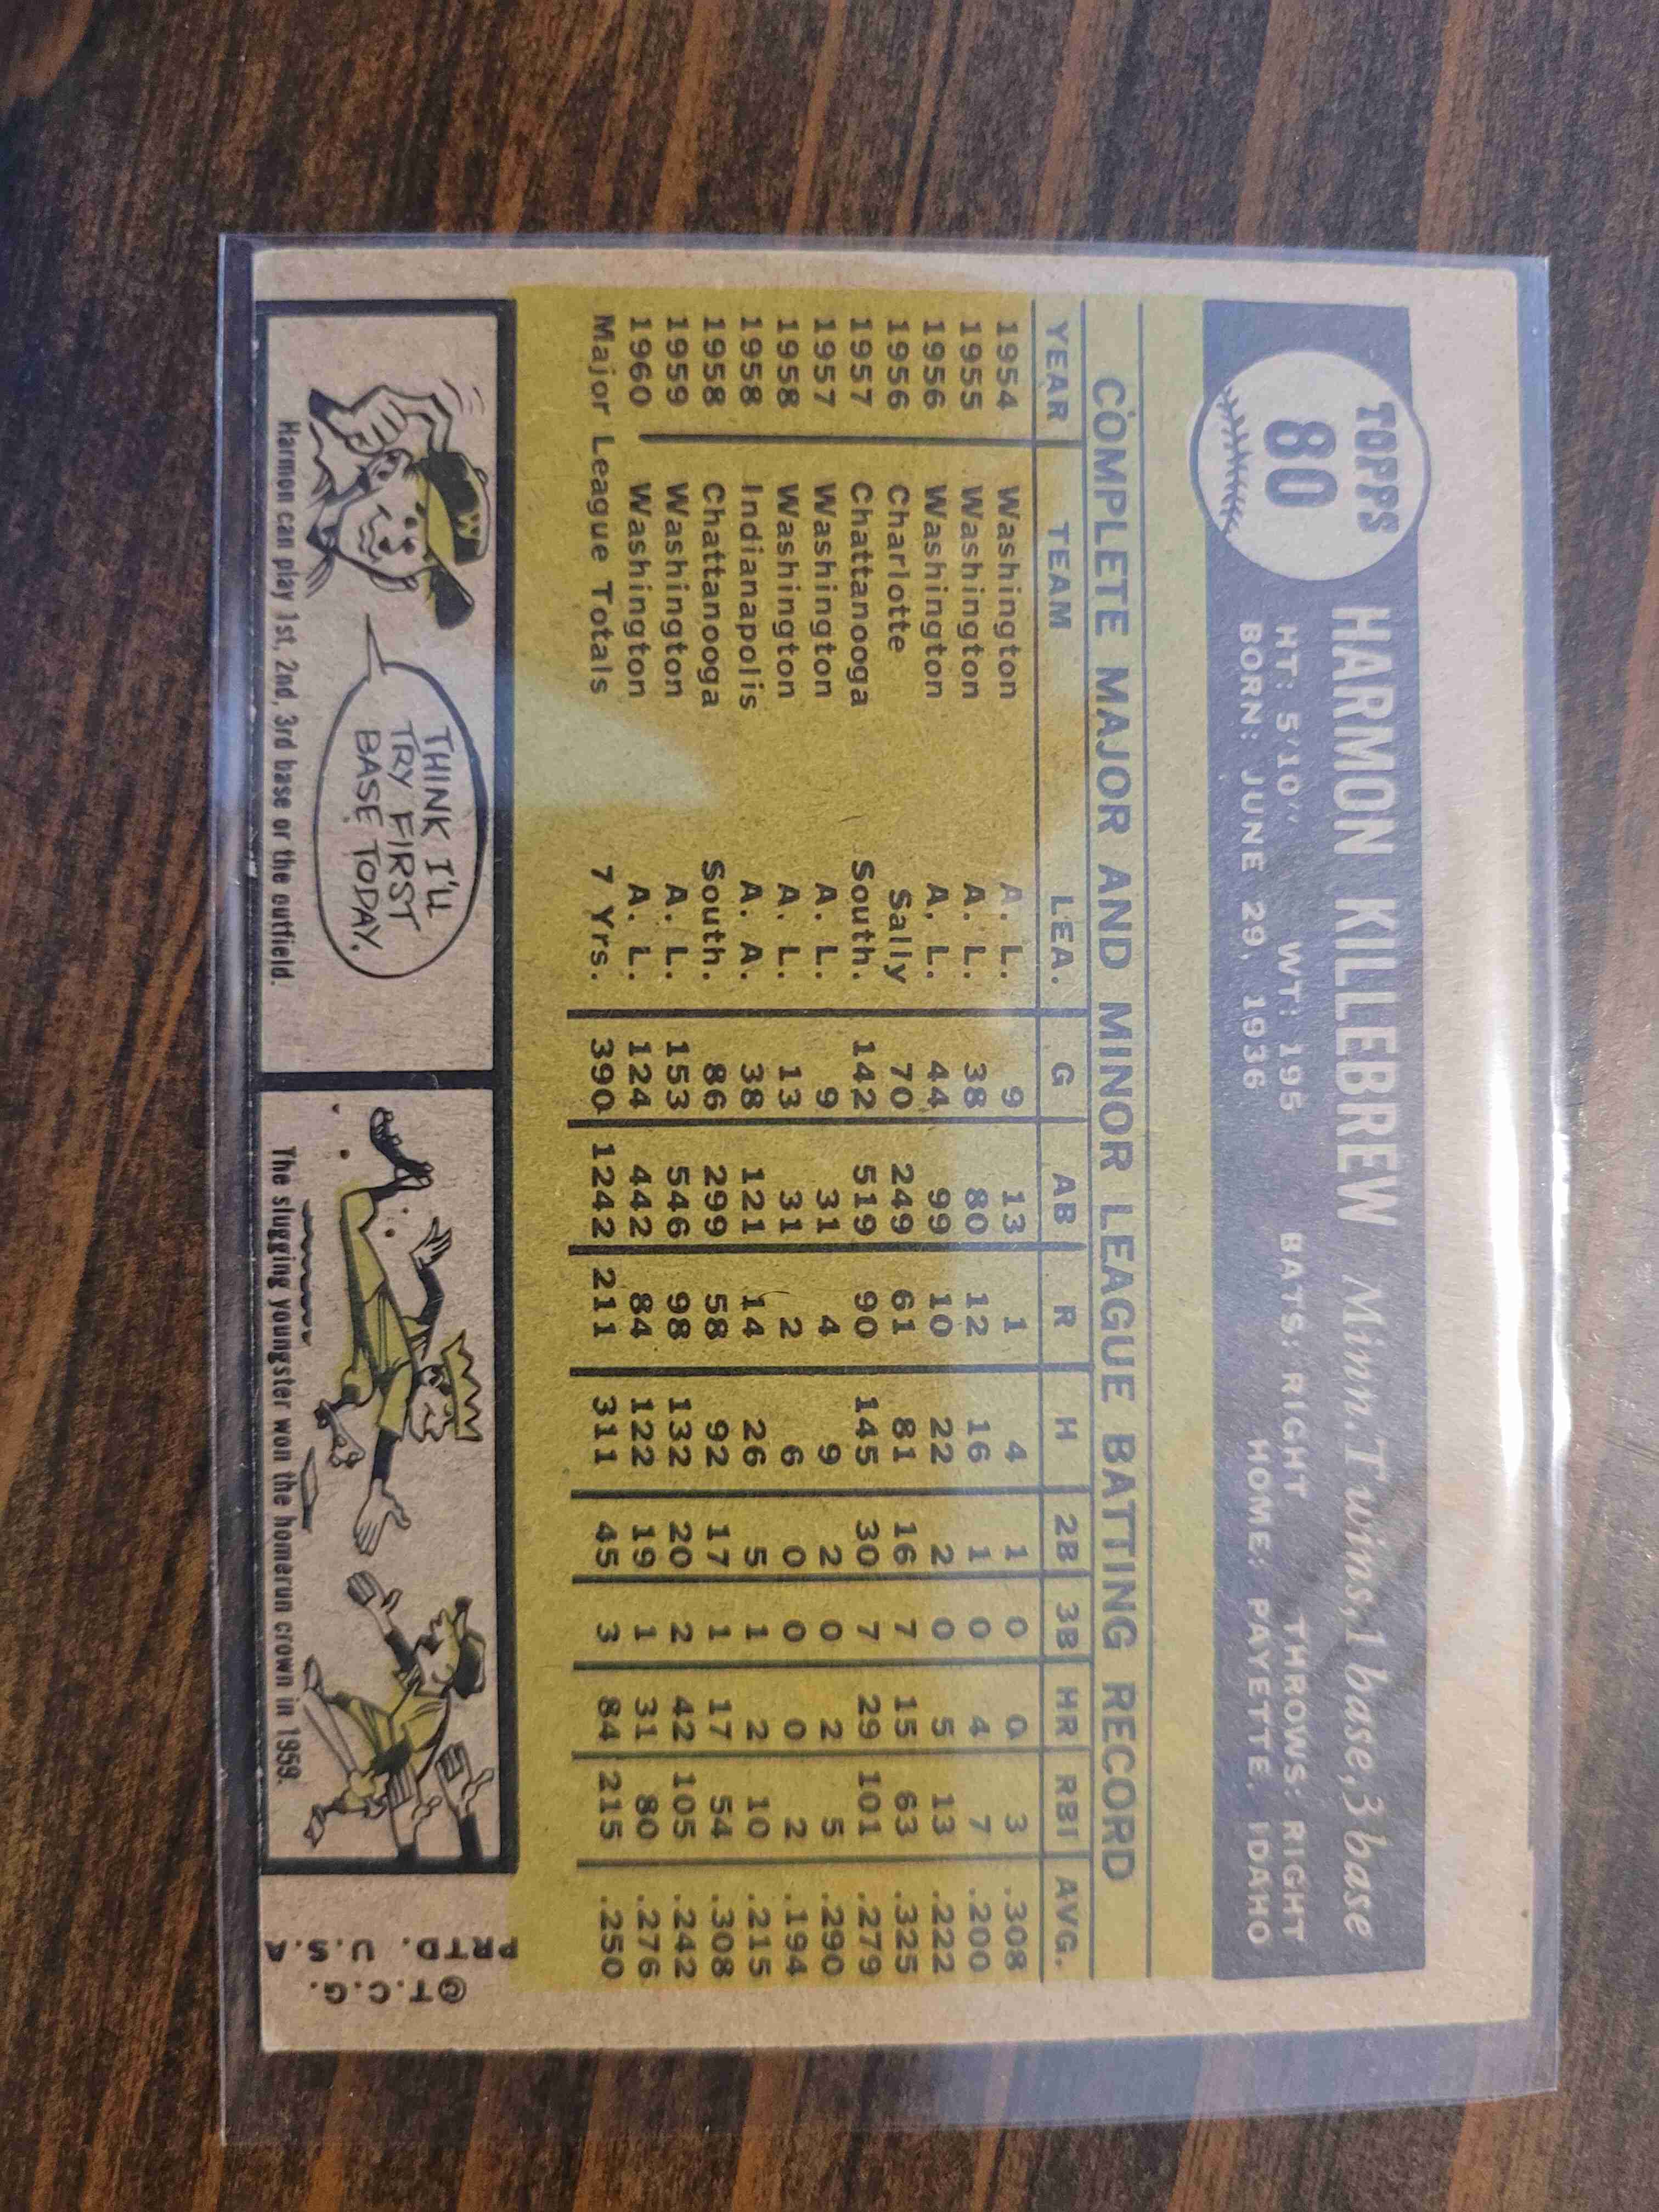 TOPPS
80
HARMON KILLEBREW Minn. Twins, 1 base, 3 base
HT: 5'10" WT: 195 BATS: RIGHT THROWS: RIGHT
BORN: JUNE 29, 1936 HOME: PAYETTE, IDAHO
COMPLETE MAJOR AND MINOR LEAGUE BATTING RECORD
YEAR TEAM LEA. G AB R H 2B 3B HR RBI AVG.
1954 Washington A. L. 9 13 1 4 1 0 0 3 .308
1955 Washington A. L. 38 80 12 16 1 0 4 7 .200
1956 Washington A. L. 44 99 10 22 2 0 5 13 .222
1956 Charlotte Sally 70 249 61 81 16 7 15 63 .325
1957 Chattanooga South. 142 519 90 145 30 7 29 101 .279
1957 Washington A. L. 9 31 4 9 2 0 2 5 .290
1958 Washington A. L. 13 31 2 6 0 0 0 2 .194
1958 Indianapolis A. A. 38 121 14 26 5 1 2 10 .215
1958 Chattanooga South. 86 299 58 92 17 1 17 54 .308
1959 Washington A. L. 153 546 98 132 20 2 42 105 .242
1960 Washington A. L. 124 442 84 122 19 1 31 80 .276
Major League Totals 7 Yrs. 390 1242 211 311 45 3 84 215 .250
W
THINK I'LL
TRY FIRST
BASE TODAY.
Harmon can play 1st, 2nd, 3rd base or the outfield.
The slugging youngster won the homerun crown in 1959.
©T.C.G.
PRTD. U.S.A